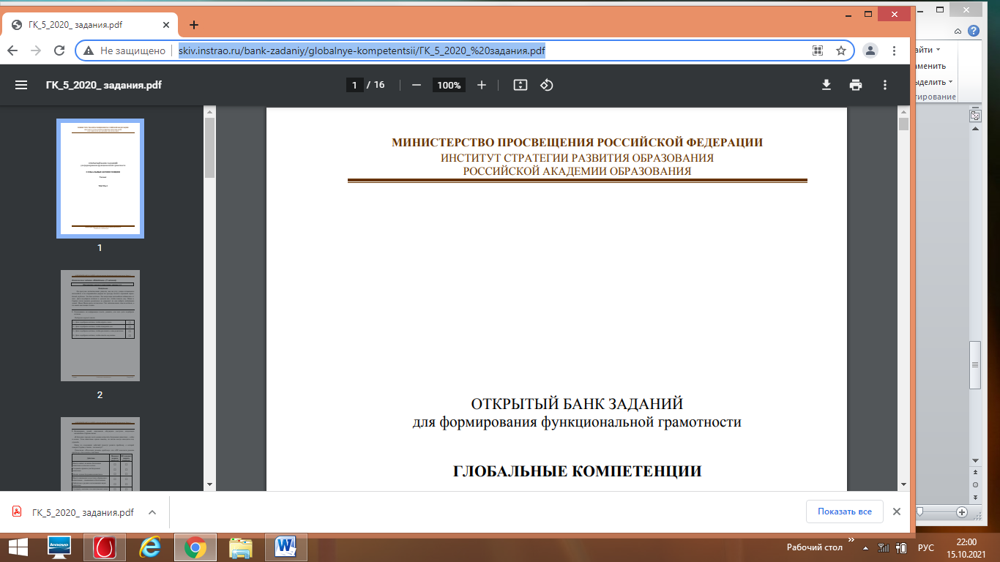 ГК_5_2020_ задания.pdf
Не защищено
skiv.instrao.ru/bank-zadaniy/globalnye-kompetentsii/ГК_5_2020_%20задания.pdf
айти
аменить
ыделить
тирование
ГК_5_2020_ задания.pdf
1 / 16
100%
МИНИСТЕРСТВО ПРОСВЕЩЕНИЯ РОССИЙСКОЙ ФЕДЕРАЦИИ
ИНСТИТУТ СТРАТЕГИИ РАЗВИТИЯ ОБРАЗОВАНИЯ
РОССИЙСКОЙ АКАДЕМИИ ОБРАЗОВАНИЯ
1
2
ОТКРЫТЫЙ БАНК ЗАДАНИЙ
для формирования функциональной грамотности
ГЛОБАЛЬНЫЕ КОМПЕТЕНЦИИ
ГК_5_2020_ задания.pdf
Показать все
lenovo
Рабочий стол
РУС
22:00
15.10.2021